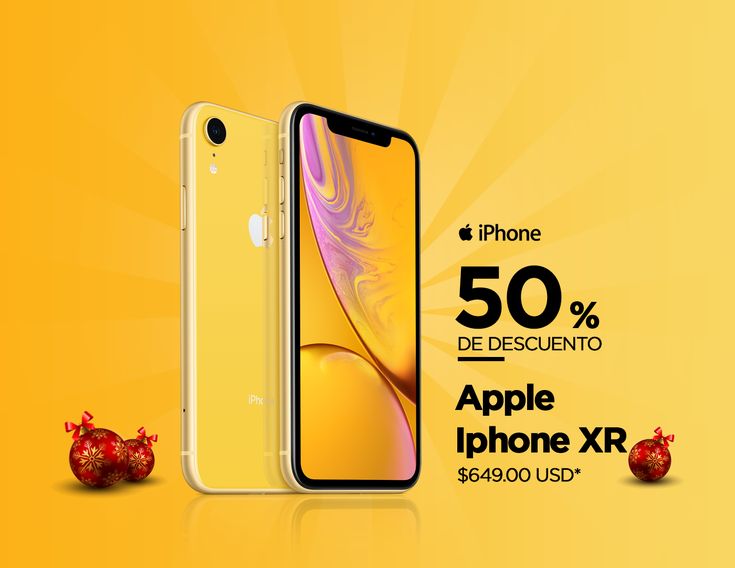 iPhone
50 %
DE DESCUENTO
Apple
Iphone XR
$649.00 USD*